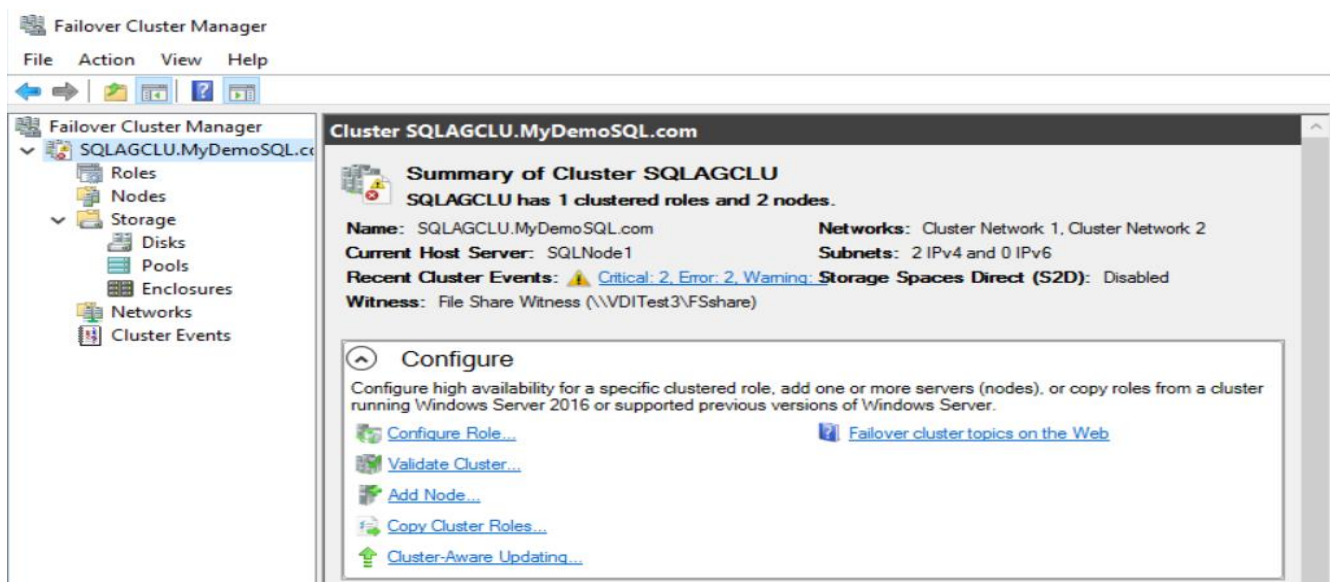 Failover Cluster Manager
File Action View Help
Failover Cluster Manager
SQLAGCLU.MyDemoSQL.c
Roles
Nodes
Storage
Disks
Pools
Enclosures
Networks
Cluster Events
Cluster SQLAGCLU.MyDemoSQL.com
Summary of Cluster SQLAGCLU
SQLAGCLU has 1 clustered roles and 2 nodes.
Name: SQLAGCLU.MyDemoSQL.com Networks: Cluster Network 1, Cluster Network 2
Current Host Server: SQLNode1 Subnets: 2 IPv4 and 0 IPv6
Recent Cluster Events: Critical: 2, Error: 2, Warning: Storage Spaces Direct (S2D): Disabled
Witness: File Share Witness (\\VDITest3\FSshare)
Configure
Configure high availability for a specific clustered role, add one or more servers (nodes), or copy roles from a cluster
running Windows Server 2016 or supported previous versions of Windows Server.
Configure Role... Failover cluster topics on the Web
Validate Cluster...
Add Node...
Copy Cluster Roles...
Cluster-Aware Updating...